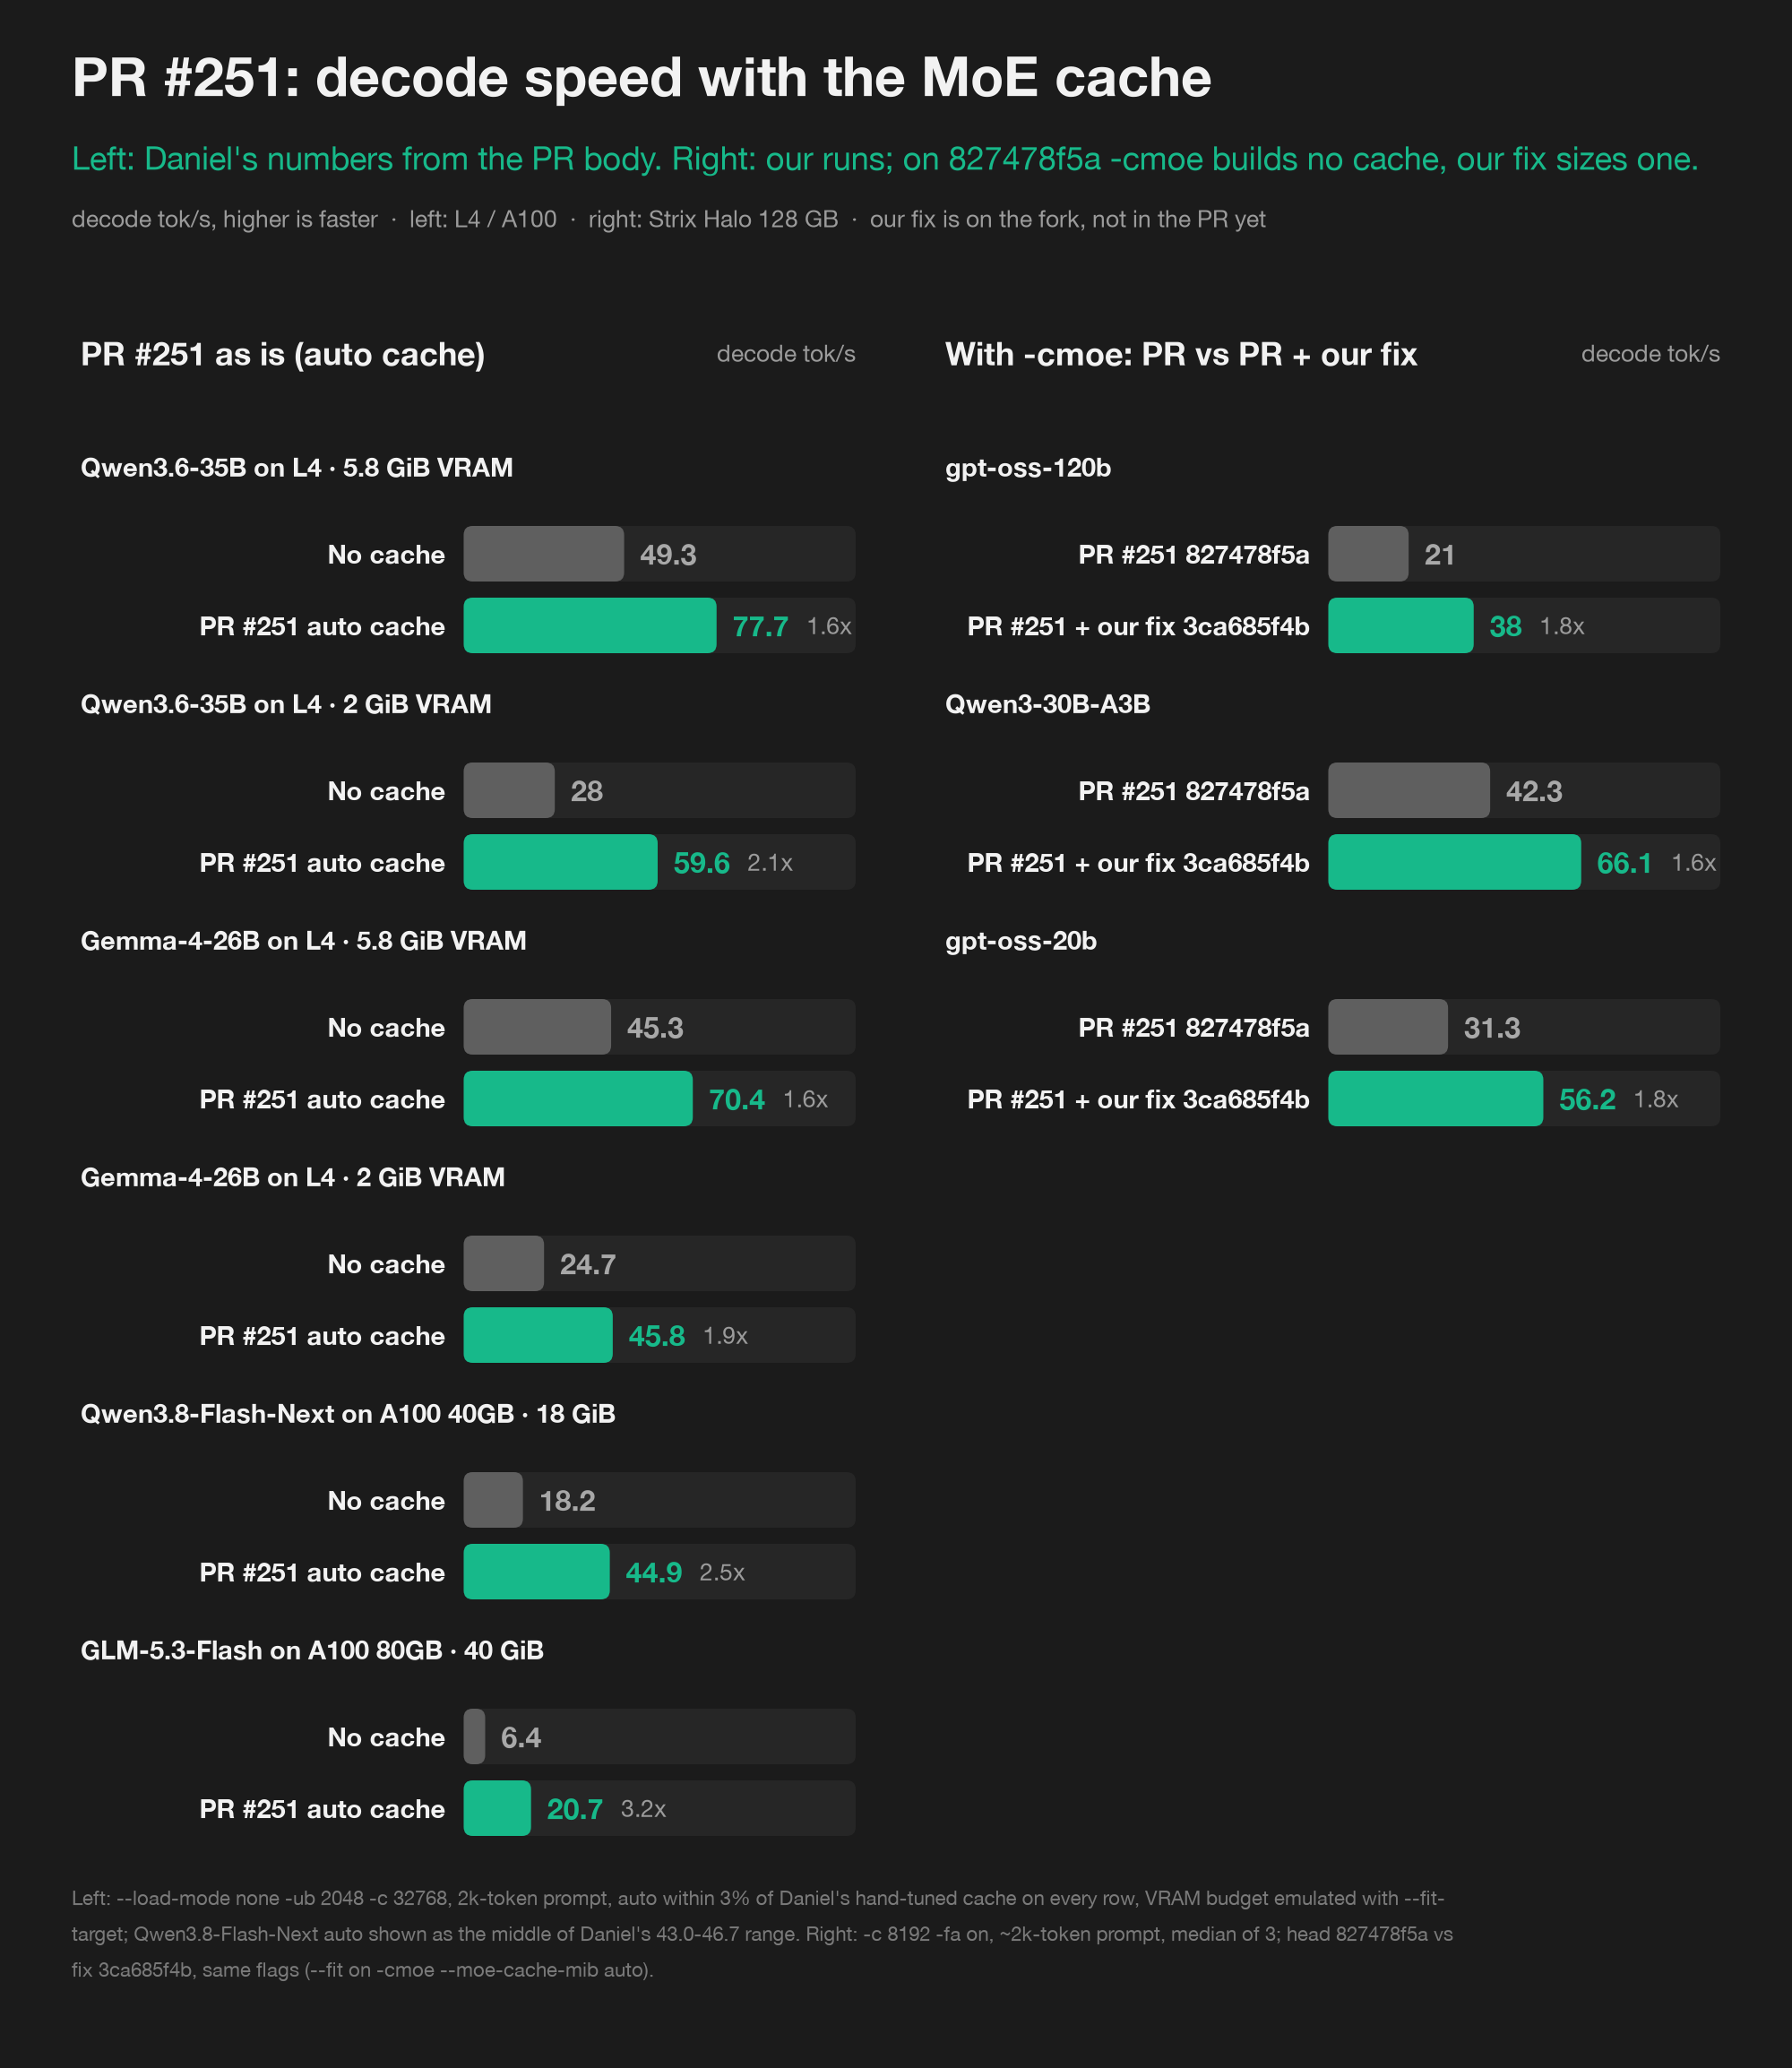 PR #251: decode speed with the MoE cache
Left: Daniel's numbers from the PR body. Right: our runs; on 827478f5a -cmoe builds no cache, our fix sizes one.
decode tok/s, higher is faster · left: L4 / A100 · right: Strix Halo 128 GB · our fix is on the fork, not in the PR yet
PR #251 as is (auto cache)
decode tok/s
Qwen3.6-35B on L4 · 5.8 GiB VRAM
No cache 49.3
PR #251 auto cache 77.7 1.6x
Qwen3.6-35B on L4 · 2 GiB VRAM
No cache 28
PR #251 auto cache 59.6 2.1x
Gemma-4-26B on L4 · 5.8 GiB VRAM
No cache 45.3
PR #251 auto cache 70.4 1.6x
Gemma-4-26B on L4 · 2 GiB VRAM
No cache 24.7
PR #251 auto cache 45.8 1.9x
Qwen3.8-Flash-Next on A100 40GB · 18 GiB
No cache 18.2
PR #251 auto cache 44.9 2.5x
GLM-5.3-Flash on A100 80GB · 40 GiB
No cache 6.4
PR #251 auto cache 20.7 3.2x
With -cmoe: PR vs PR + our fix
decode tok/s
gpt-oss-120b
PR #251 827478f5a 21
PR #251 + our fix 3ca685f4b 38 1.8x
Qwen3-30B-A3B
PR #251 827478f5a 42.3
PR #251 + our fix 3ca685f4b 66.1 1.6x
gpt-oss-20b
PR #251 827478f5a 31.3
PR #251 + our fix 3ca685f4b 56.2 1.8x
Left: --load-mode none -ub 2048 -c 32768, 2k-token prompt, auto within 3% of Daniel's hand-tuned cache on every row, VRAM budget emulated with --fit-
target; Qwen3.8-Flash-Next auto shown as the middle of Daniel's 43.0-46.7 range. Right: -c 8192 -fa on, ~2k-token prompt, median of 3; head 827478f5a vs
fix 3ca685f4b, same flags (--fit on -cmoe --moe-cache-mib auto).